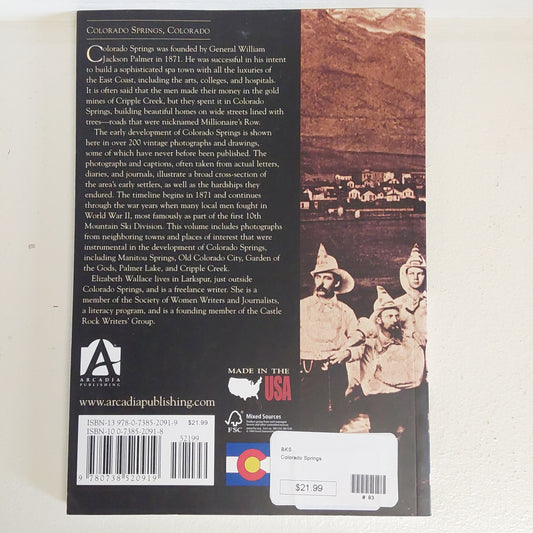 COLORADO SPRINGS, COLORADO
Colorado Springs was founded by General William
Jackson Palmer in 1871. He was successful in his intent
to build a sophisticated spa town with all the luxuries of
the East Coast, including the arts, colleges, and hospitals.
It is often said that the men made their money in the gold
mines of Cripple Creek, but they spent it in Colorado
Springs, building beautiful homes on wide streets lined with
trees—roads that were nicknamed Millionaire's Row.
The early development of Colorado Springs is shown
here in over 200 vintage photographs and drawings,
some of which have never before been published. The
photographs and captions, often taken from actual letters,
diaries, and journals, illustrate a broad cross-section of
the area's early settlers, as well as the hardships they
endured. The timeline begins in 1871 and continues
through the war years when many local men fought in
World War II, most famously as part of the first 10th
Mountain Ski Division. This volume includes photographs
from neighboring towns and places of interest that were
instrumental in the development of Colorado Springs,
including Manitou Springs, Old Colorado City, Garden of
the Gods, Palmer Lake, and Cripple Creek.
Elizabeth Wallace lives in Larkspur, just outside
Colorado Springs, and is a freelance writer. She is a
member of the Society of Women Writers and Journalists,
a literacy program, and is a founding member of the Castle
Rock Writers' Group.
A
ARCADIA
PUBLISHING
www.arcadiapublishing.com
MADE IN THE
USA
ISBN-13 978-0-7385-2091-9 $21.99
ISBN-10 0-7385-2091-8
52199
9 780738 520919
FSC
Mixed Sources
BKS
Colorado Springs
$21.99
# 83